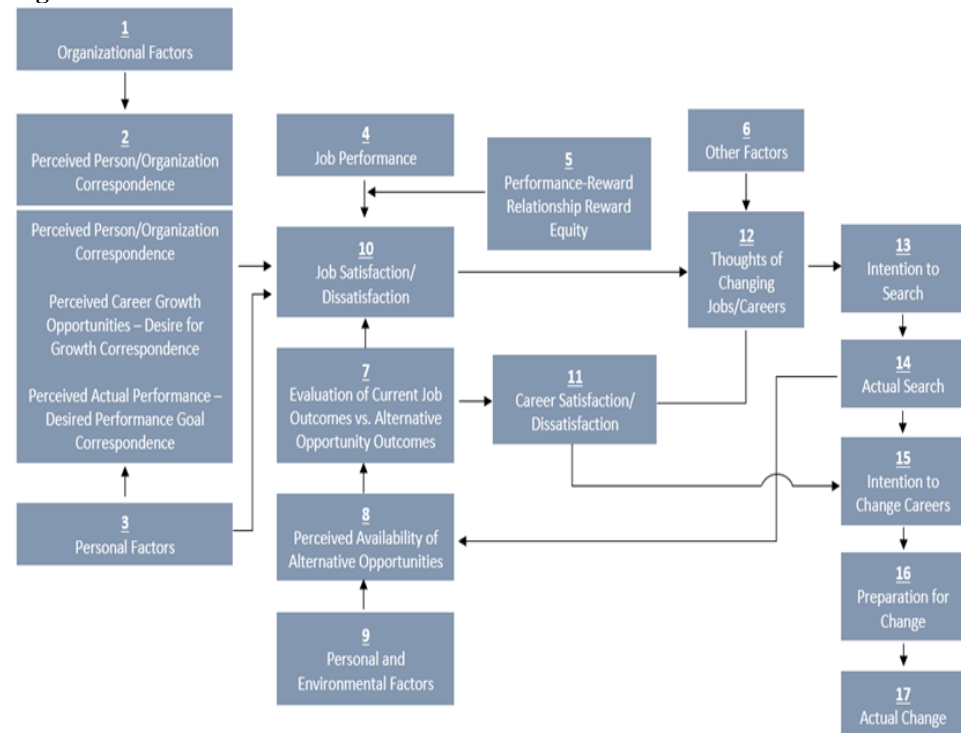 1
Organizational Factors
2
Perceived Person/Organization
Correspondence
Perceived Person/Organization
Correspondence
Perceived Career Growth
Opportunities – Desire for
Growth Correspondence
Perceived Actual Performance –
Desired Performance Goal
Correspondence
3
Personal Factors
4
Job Performance
5
Performance-Reward
Relationship Reward
Equity
6
Other Factors
10
Job Satisfaction/
Dissatisfaction
7
Evaluation of Current Job
Outcomes vs. Alternative
Opportunity Outcomes
8
Perceived Availability of
Alternative Opportunities
9
Personal and
Environmental Factors
11
Career Satisfaction/
Dissatisfaction
12
Thoughts of
Changing
Jobs/Careers
13
Intention to
Search
14
Actual Search
15
Intention to
Change Careers
16
Preparation for
Change
17
Actual Change